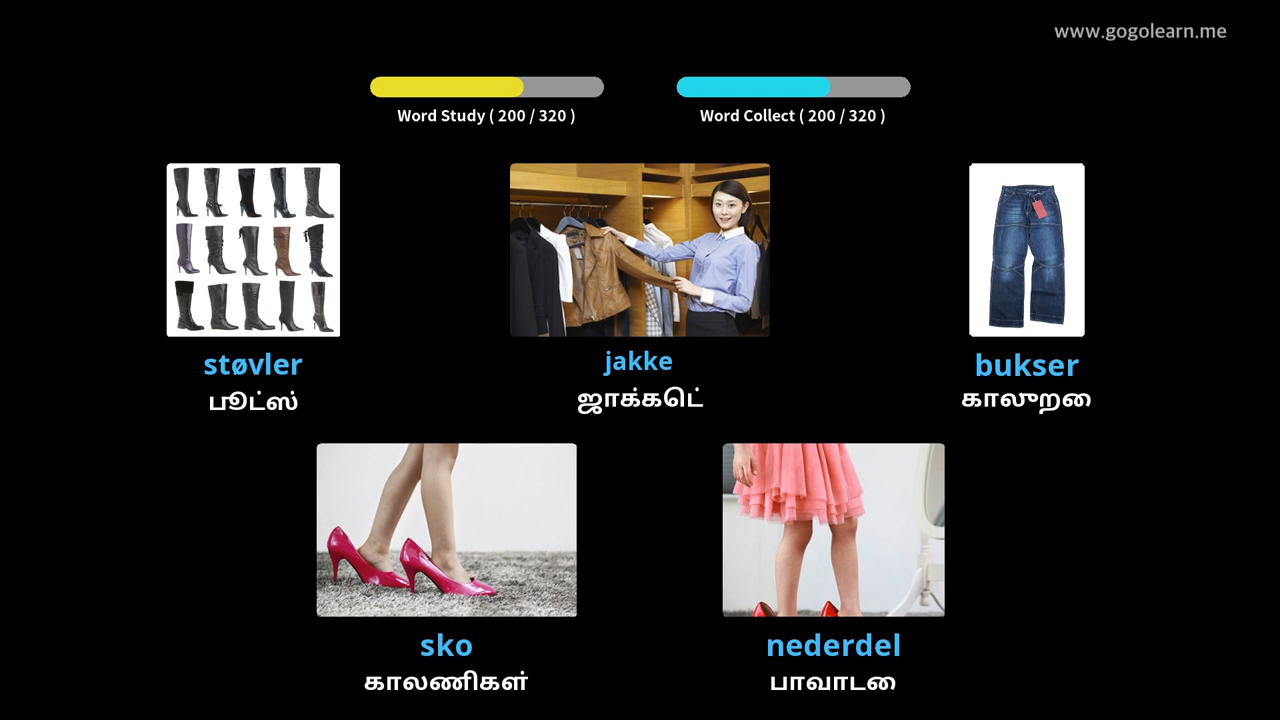 www.gogolearn.me
Word Study ( 200 / 320 )
Word Collect ( 200 / 320 )
støvler
பூட்ஸ்
jakke
ஜாக்கெட்
bukser
காலுறை
sko
காலணிகள்
nederdel
பாவாடை